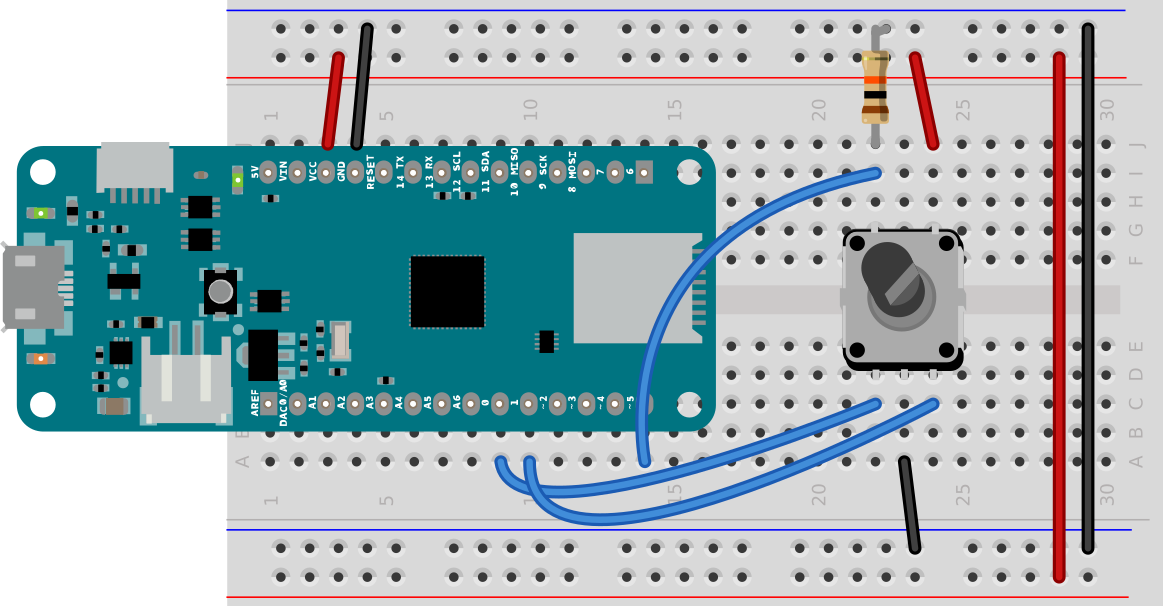 1 5 10 15 20 25 30
J
I
H
G
F
5V VIN VCC GND RESET 14 TX 13 RX 12 SCL 11 SDA 10 MISO 9 SCK 8 MOSI 7 6
AREF DAC0/A0 A1 A2 A3 A4 A5 A6 0 1 ~2 ~3 ~4 ~5
E
D
C
B
A
B
A
1 5 1 15 20 25 30